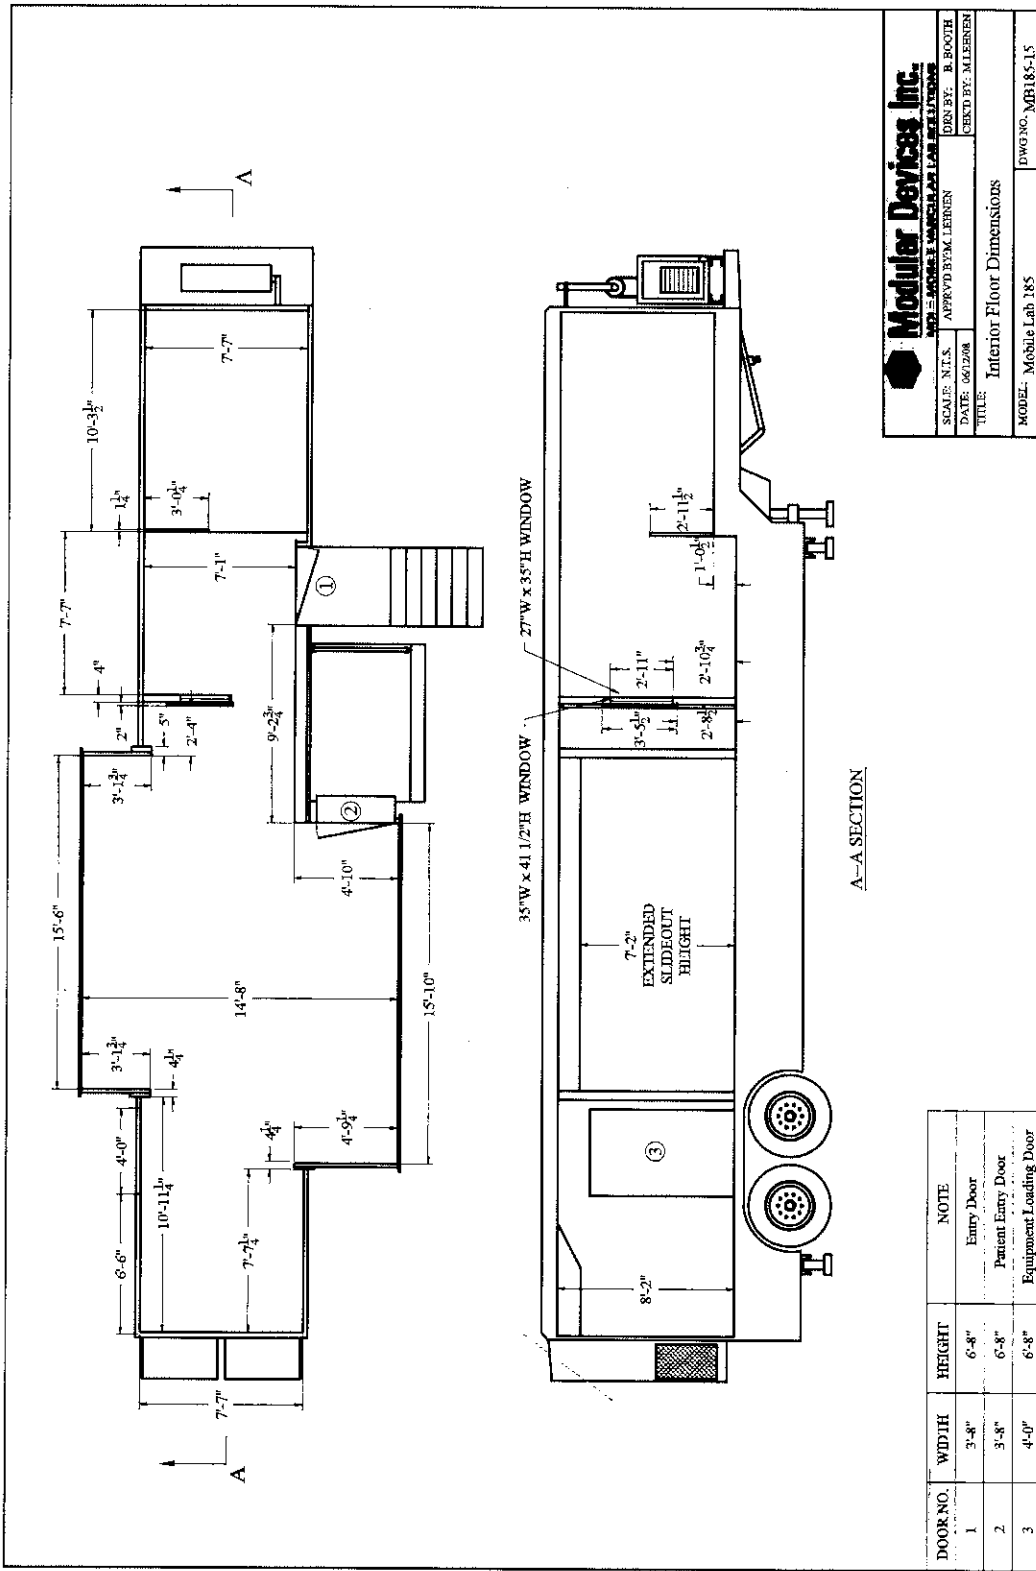 A
A
10'-3 1/2"
7'-7"
1 1/4"
3'-0 1/4"
7'-7"
7'-1"
4"
2"
5"
2'-4"
3'-1 3/4"
9'-2 3/4"
15'-6"
4'-10"
14'-8"
15'-10"
3'-1 3/4"
4 1/4"
4 1/4"
4'-9 1/4"
4'-0"
10'-11 1/4"
6'-6"
7'-7 1/4"
7'-7"
1
2
35"W x 41 1/2"H WINDOW
27"W x 35"H WINDOW
2'-11 1/2"
1'-0 1/2"
2'-11"
2'-10 3/4"
3'-5 1/2"
2'-8 1/2"
7'-2"
EXTENDED
SLIDEOUT
HEIGHT
3
8'-2"
A-A SECTION
DOOR NO. WIDTH HEIGHT NOTE
1 3'-8" 6'-8" Entry Door
2 3'-8" 6'-8" Patient Entry Door
3 4'-0" 6'-8" Equipment Loading Door
Modular Devices Inc.
SCALE: N.T.S. APPRV'D BY: M. LEHNEN DRN BY: B. BOOTH
DATE: 06/12/08 CHK'D BY: M.LEHNEN
TITLE:
Interior Floor Dimensions
MODEL: Mobile Lab 185 DWG NO. MB185-15